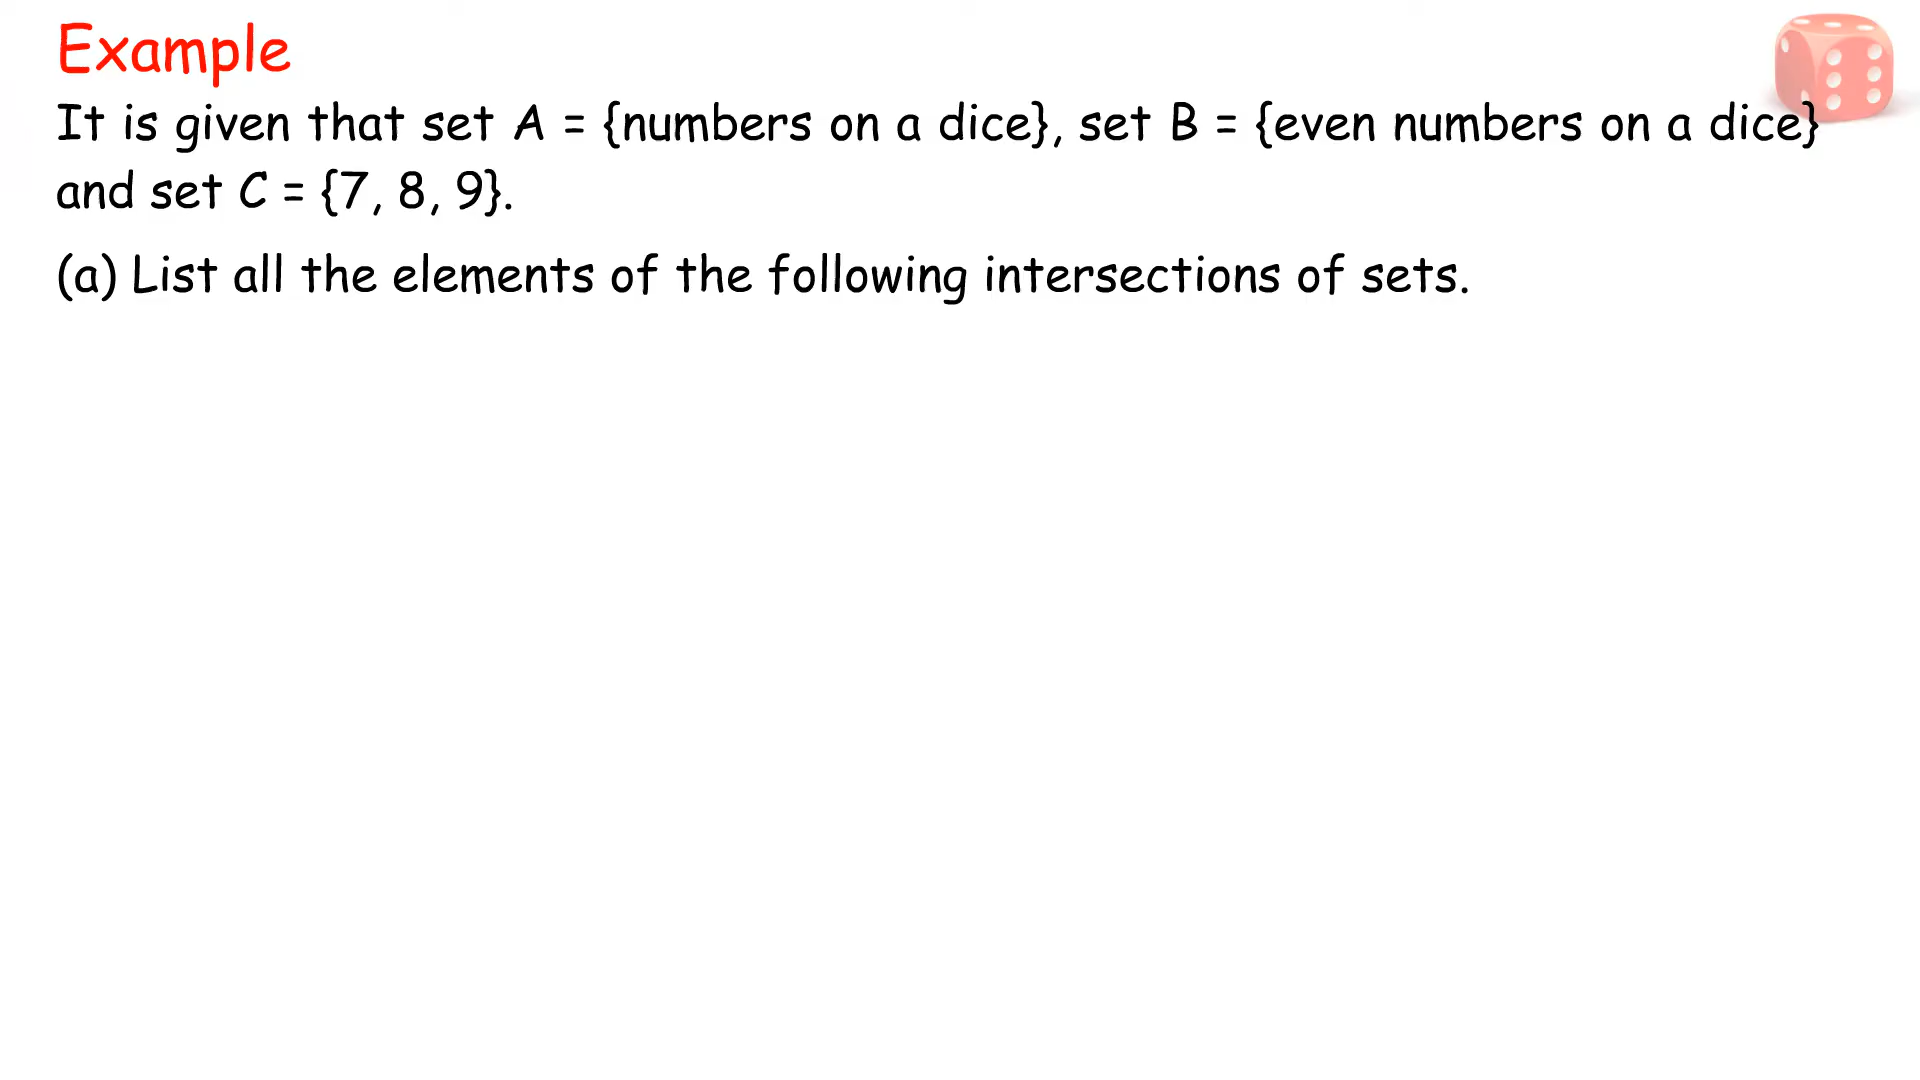 Example
It is given that set A = {numbers on a dice}, set B = {even numbers on a dice}
and set C = {7, 8, 9}.
(a) List all the elements of the following intersections of sets.